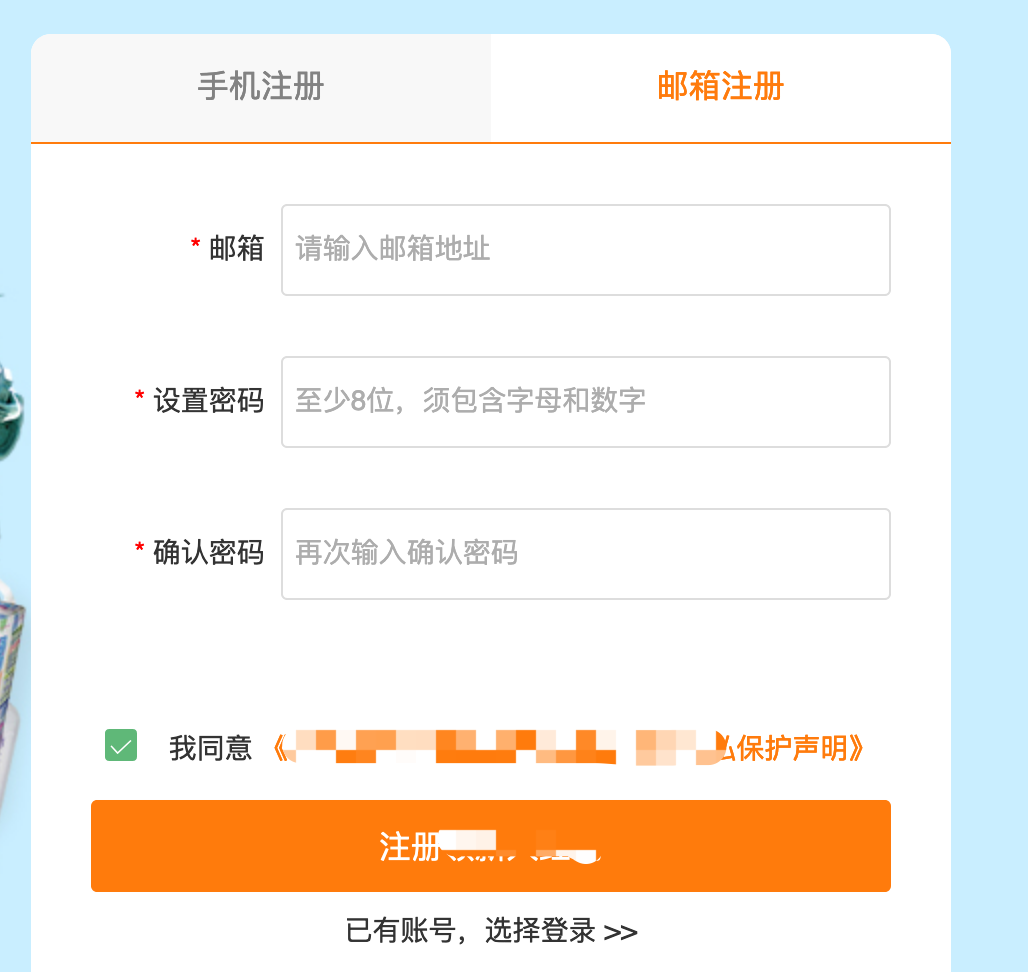 手机注册
邮箱注册
* 邮箱 请输入邮箱地址
* 设置密码 至少8位，须包含字母和数字
* 确认密码 再次输入确认密码
我同意 《 保护声明》
注册
已有账号，选择登录 >>